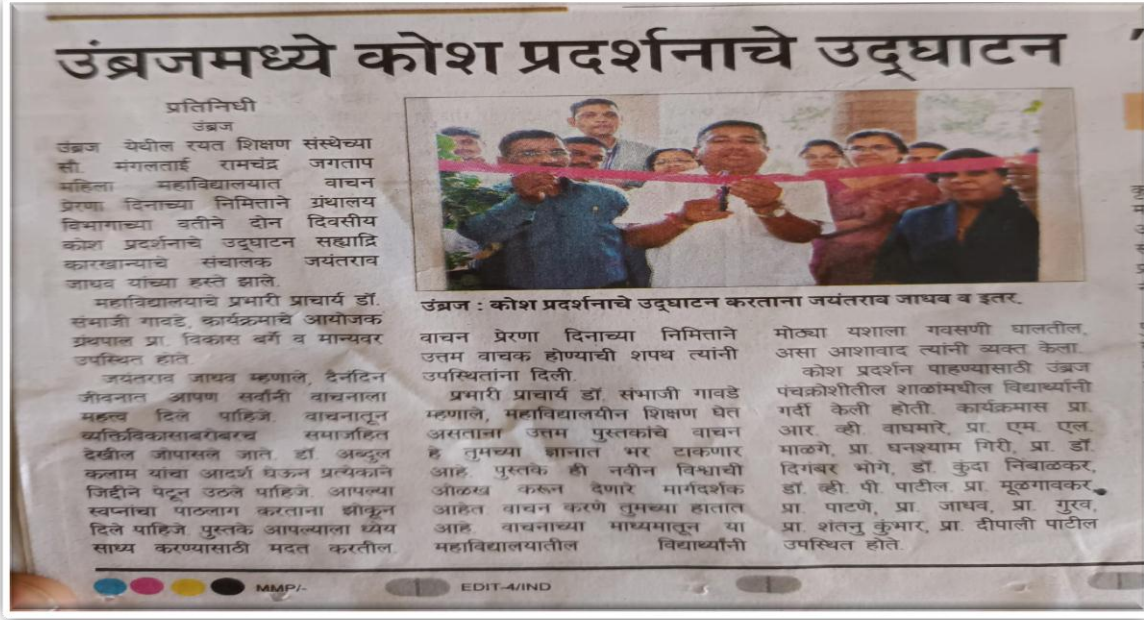 उंब्रजमध्ये कोश प्रदर्शनाचे उद्‌घाटन
प्रतिनिधी
उंब्रज
उंब्रज येथील रयत शिक्षण संस्थेच्या
सौ. मंगलताई रामचंद्र जगताप
महिला महाविद्यालयात वाचन
प्रेरणा दिनाच्या निमित्ताने ग्रंथालय
विभागाच्या वतीने दोन दिवसीय
कोश प्रदर्शनाचे उद्‌घाटन सह्याद्रि
कारखान्याचे संचालक जयंतराव
जाधव यांच्या हस्ते झाले.
महाविद्यालयाचे प्रभारी प्राचार्य डॉ.
संभाजी गावडे, कार्यक्रमाचे आयोजक
ग्रंथपाल प्रा. विकास बर्गे व मान्यवर
उपस्थित होते.
जयंतराव जाधव म्हणाले, दैनंदिन
जीवनात आपण सर्वांनी वाचनाला
महत्त्व दिले पाहिजे. वाचनातून
व्यक्तिविकासाबरोबरच समाजहित
देखील जोपासले जाते. डॉ. अब्दुल
कलाम यांचा आदर्श घेऊन प्रत्येकाने
जिद्दीने पेटून उठले पाहिजे. आपल्या
स्वप्नांचा पाठलाग करताना झोकून
दिले पाहिजे. पुस्तके आपल्याला ध्येय
साध्य करण्यासाठी मदत करतील.
उंब्रज : कोश प्रदर्शनाचे उद्‌घाटन करताना जयंतराव जाधव व इतर.
वाचन प्रेरणा दिनाच्या निमित्ताने
उत्तम वाचक होण्याची शपथ त्यांनी
उपस्थितांना दिली.
प्रभारी प्राचार्य डॉ. संभाजी गावडे
म्हणाले, महाविद्यालयीन शिक्षण घेत
असताना उत्तम पुस्तकांचे वाचन
हे तुमच्या ज्ञानात भर टाकणार
आहे. पुस्तके ही नवीन विश्वाची
ओळख करून देणारे मार्गदर्शक
आहेत. वाचन करणे तुमच्या हातात
आहे. वाचनाच्या माध्यमातून या
महाविद्यालयातील विद्यार्थ्यांनी
मोठ्या यशाला गवसणी घालतील,
असा आशावाद त्यांनी व्यक्त केला.
कोश प्रदर्शन पाहण्यासाठी उंब्रज
पंचक्रोशीतील शाळांमधील विद्यार्थ्यांनी
गर्दी केली होती. कार्यक्रमास प्रा.
आर. व्ही. वाघमारे, प्रा. एम. एल.
माळगे, प्रा. घनश्याम गिरी, प्रा. डॉ.
दिगंबर भोगे, डॉ. कुंदा निबाळकर,
डॉ. व्ही. पी. पाटील. प्रा. मूळगावकर,
प्रा. पाटणे, प्रा. जाधव, प्रा. गुरव,
प्रा. शंतनु कुंभार, प्रा. दीपाली पाटील
उपस्थित होते.
MMP/-
EDIT-4/IND